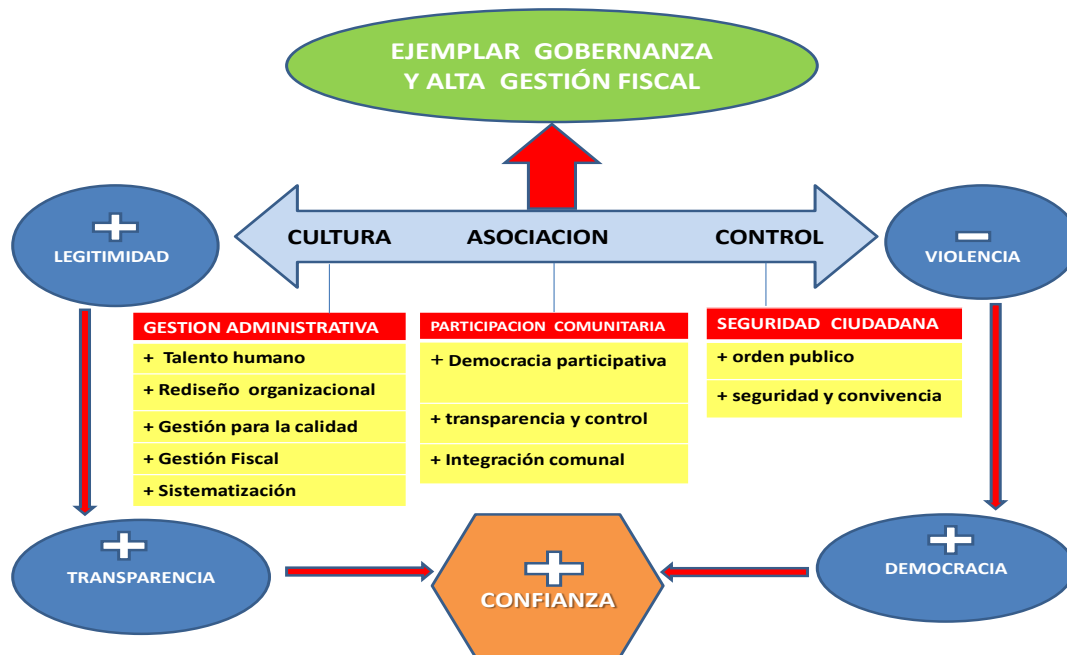 EJEMPLAR GOBERNANZA
Y ALTA GESTIÓN FISCAL
+
LEGITIMIDAD
CULTURA
ASOCIACION
CONTROL
−
VIOLENCIA
GESTION ADMINISTRATIVA
+ Talento humano
+ Rediseño organizacional
+ Gestión para la calidad
+ Gestión Fiscal
+ Sistematización
PARTICIPACION COMUNITARIA
+ Democracia participativa
+ transparencia y control
+ Integración comunal
SEGURIDAD CIUDADANA
+ orden publico
+ seguridad y convivencia
+
TRANSPARENCIA
+
CONFIANZA
+
DEMOCRACIA